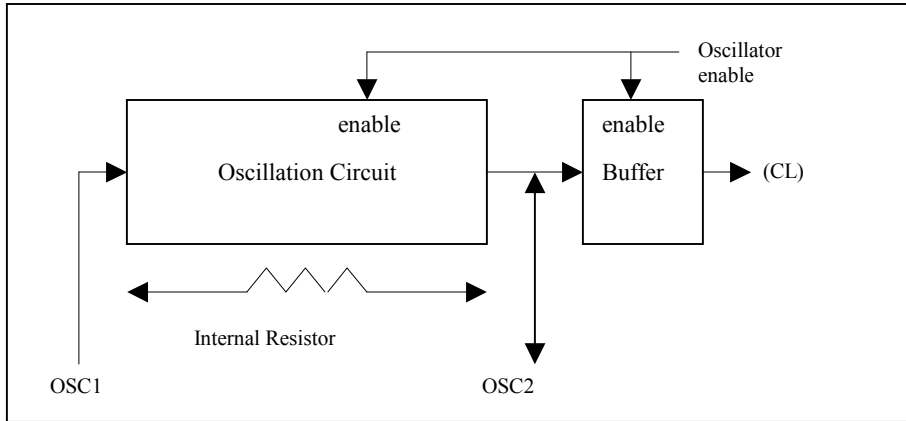 Oscillator
enable
enable
enable
Oscillation Circuit
Buffer
(CL)
Internal Resistor
OSC1
OSC2